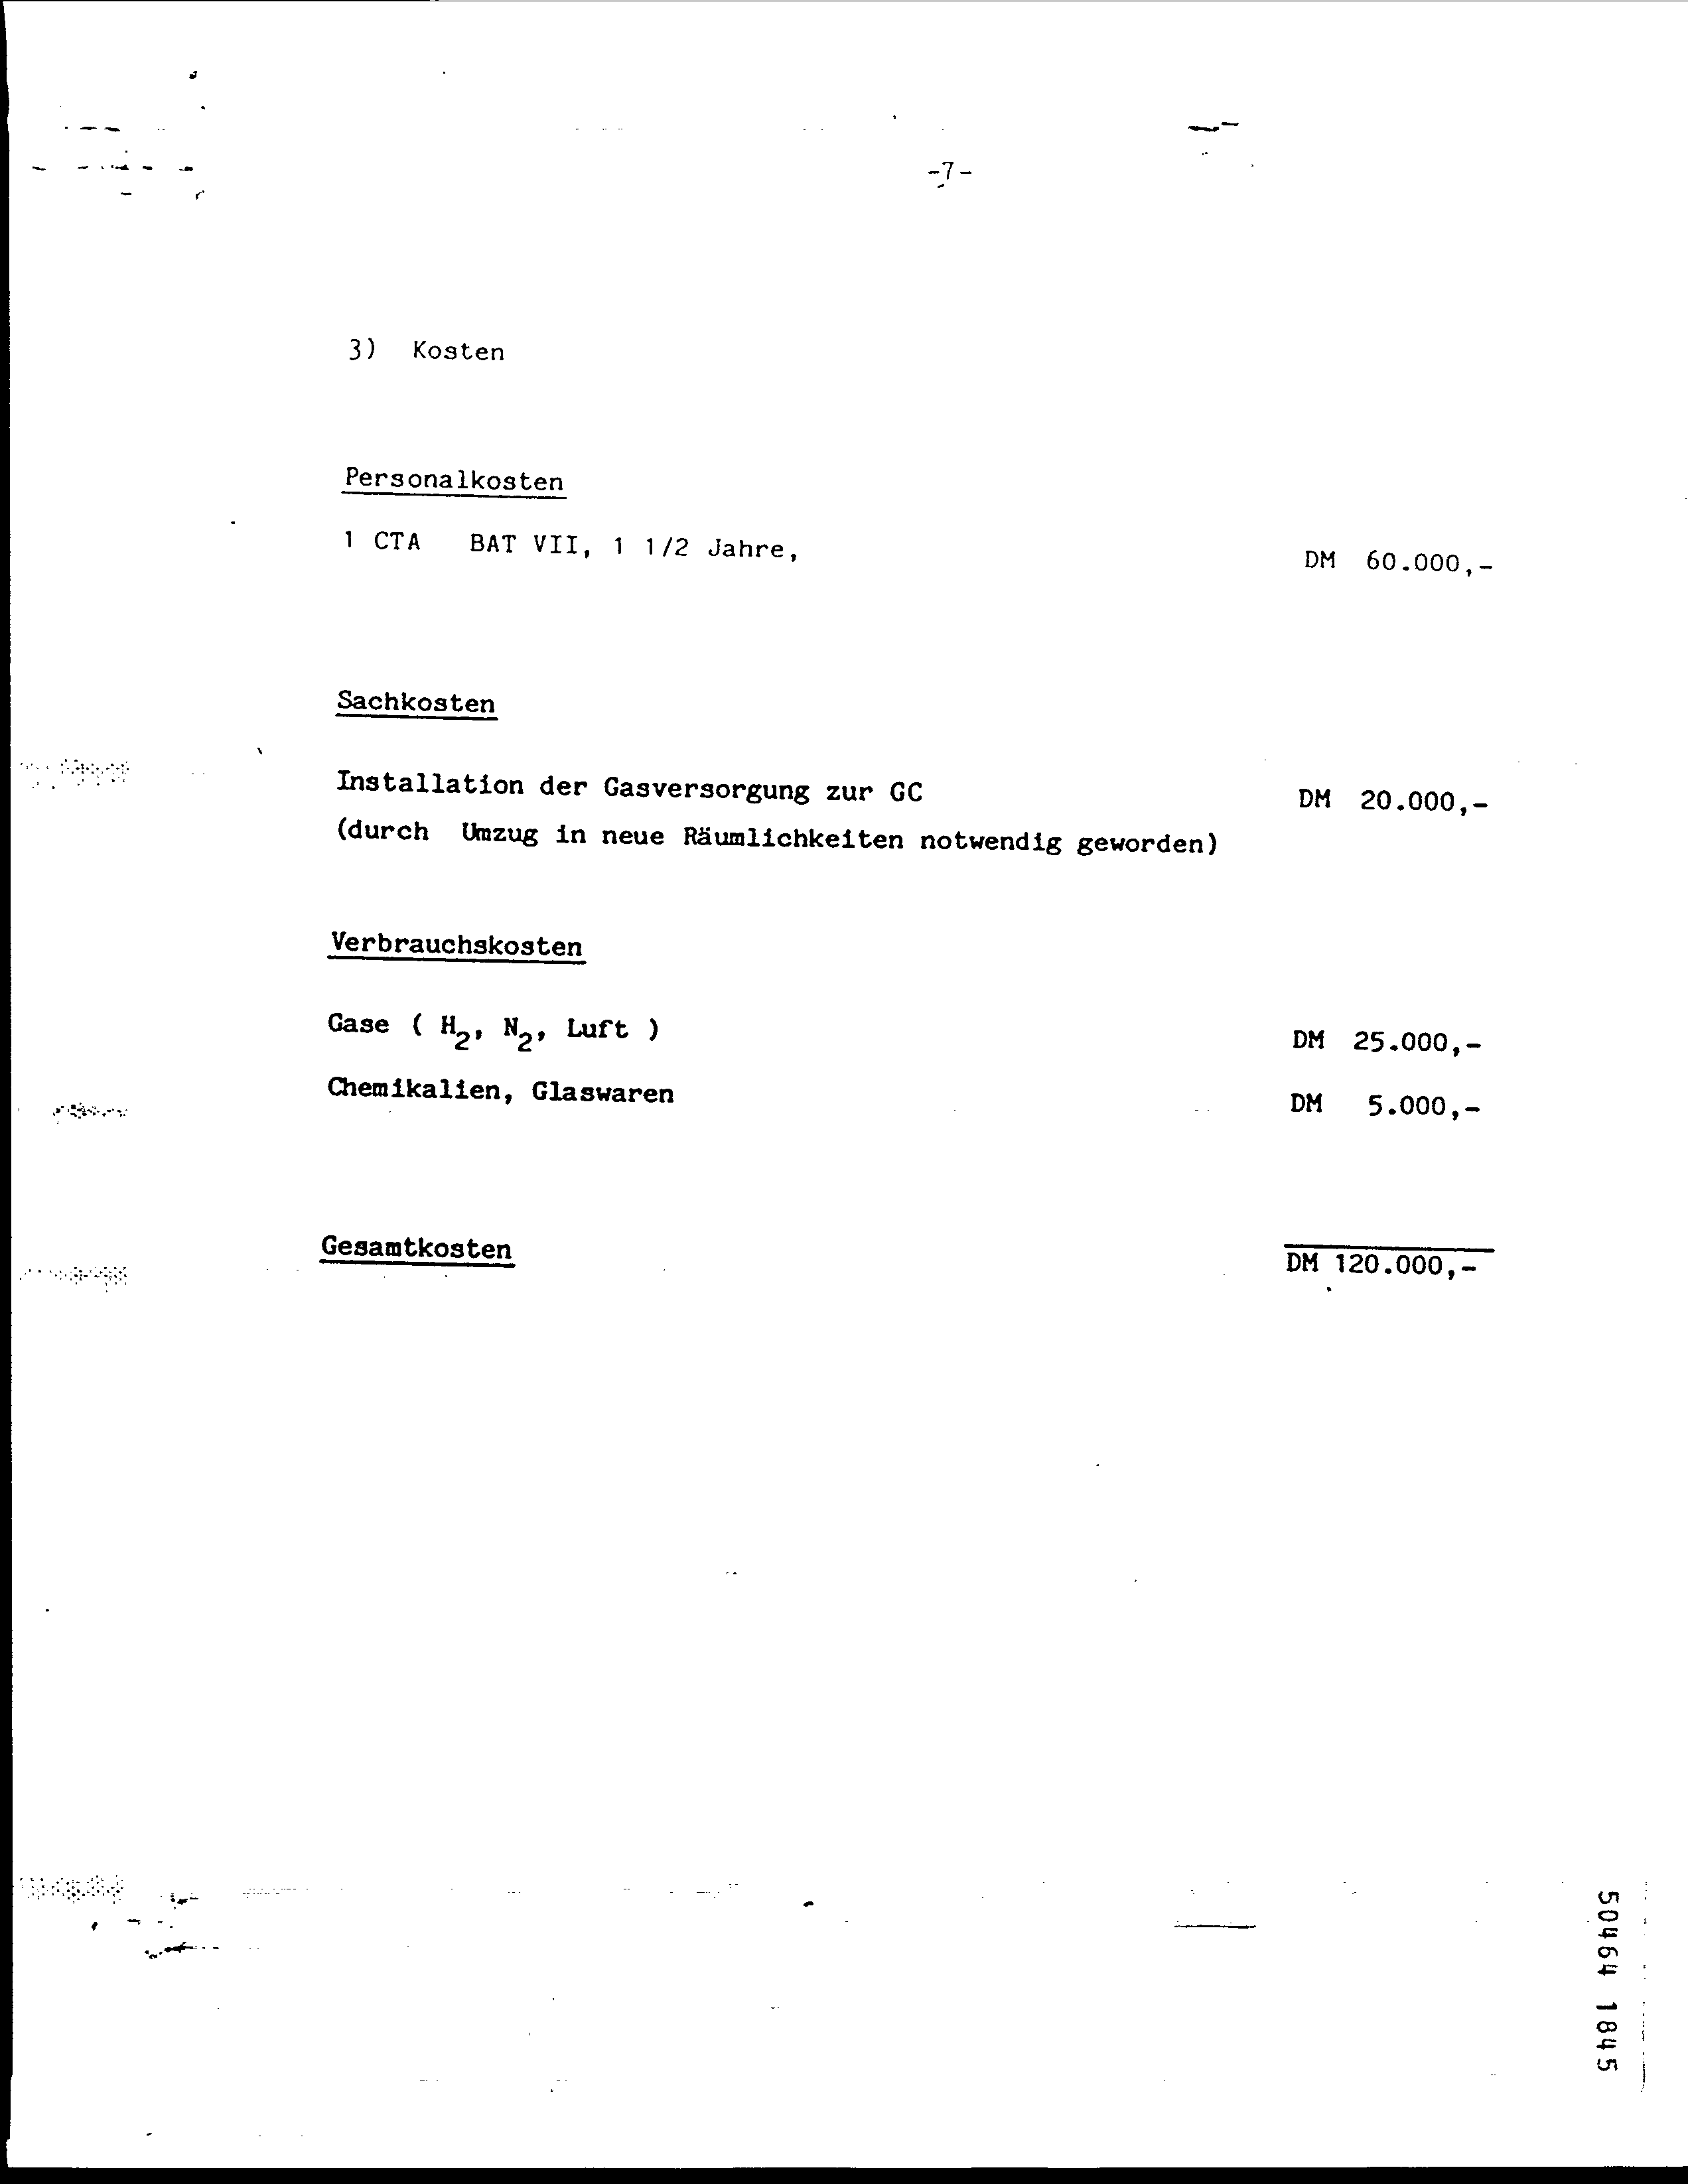 -7-
3) Kosten
Personalkosten
1 CTA BAT VII, 1 1/2 Jahre, DM 60.000,-
Sachkosten
Installation der Gasversorgung zur GC DM 20.000,-
(durch Umzug in neue Räumlichkeiten notwendig geworden)
Verbrauchskosten
Gase ( H₂, N₂, Luft ) DM 25.000,-
Chemikalien, Glaswaren DM 5.000,-
Gesamtkosten DM 120.000,-
50464 1845